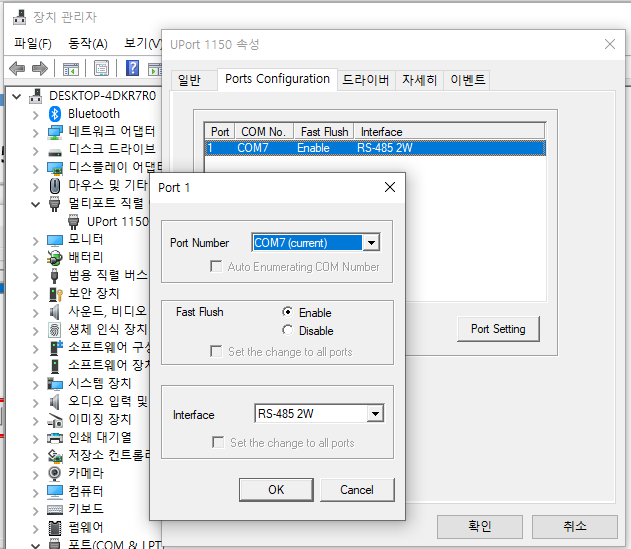 장치 관리자
파일(F) 동작(A) 보기(V)
DESKTOP-4DKR7R0
Bluetooth
네트워크 어댑터
디스크 드라이브
디스플레이 어댑터
마우스 및 기타
멀티포트 직렬
UPort 1150
모니터
배터리
범용 직렬 버스
보안 장치
사운드, 비디오
생체 인식 장치
소프트웨어 구성
소프트웨어 장치
시스템 장치
오디오 입력 및
이미징 장치
인쇄 대기열
저장소 컨트롤러
카메라
컴퓨터
키보드
펌웨어
포트(COM & LPT)
UPort 1150 속성
일반 Ports Configuration 드라이버 자세히 이벤트
Port COM No. Fast Flush Interface
1 COM7 Enable RS-485 2W
Port Setting
확인 취소
Port 1
Port Number COM7 (current)
Auto Enumerating COM Number
Fast Flush Enable
Disable
Set the change to all ports
Interface RS-485 2W
Set the change to all ports
OK Cancel